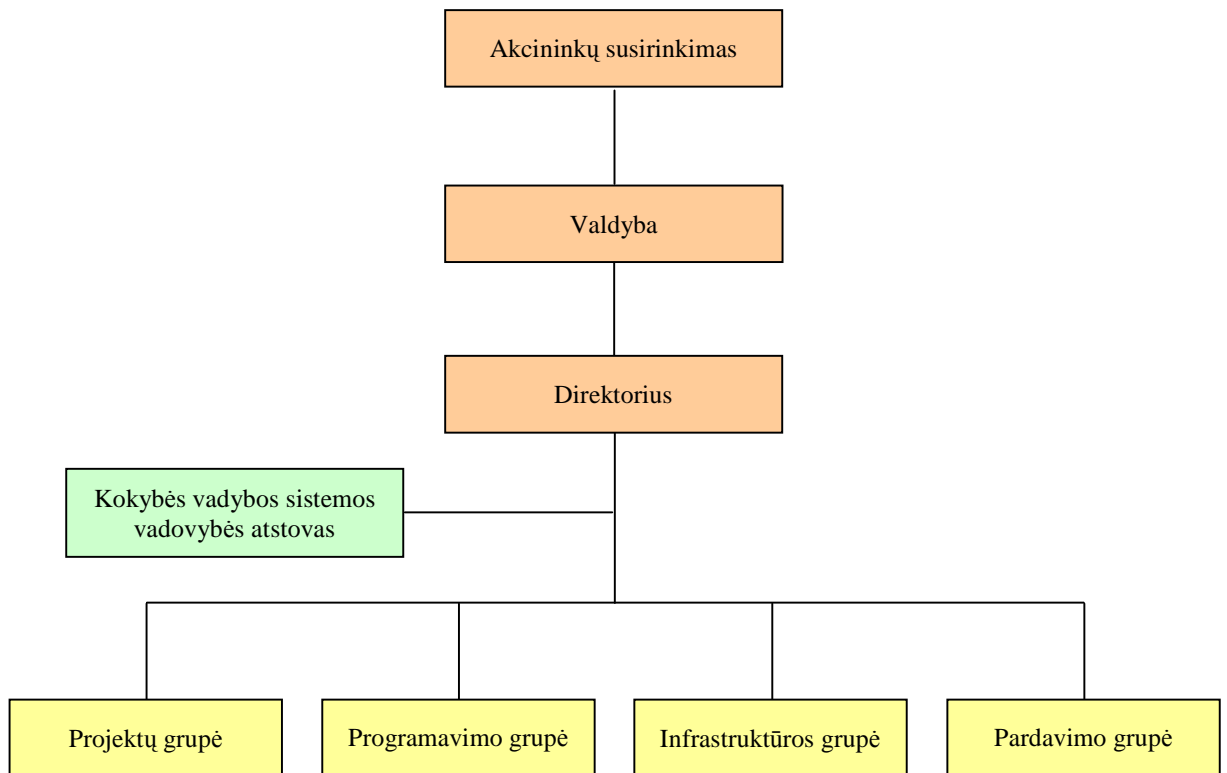 Akcininkų susirinkimas
Valdyba
Direktorius
Kokybės vadybos sistemos
vadovybės atstovas
Projektų grupė
Programavimo grupė
Infrastruktūros grupė
Pardavimo grupė